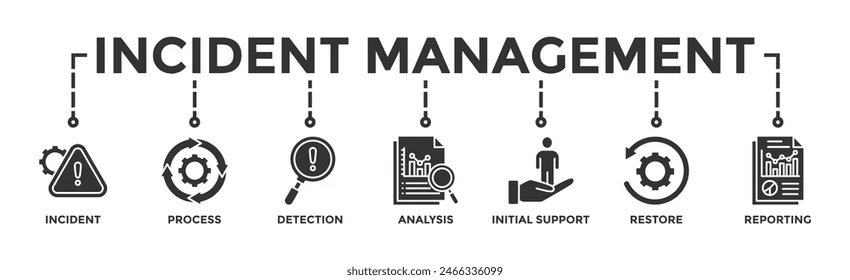 INCIDENT MANAGEMENT
INCIDENT
PROCESS
DETECTION
ANALYSIS
INITIAL SUPPORT
RESTORE
REPORTING
shutterstock.com · 2466336099